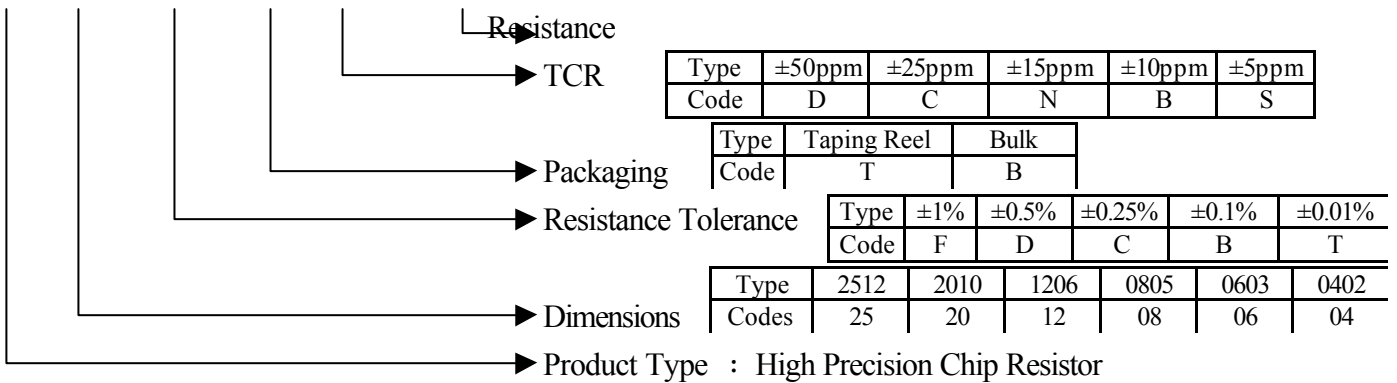 Resistance
TCR
Type ±50ppm ±25ppm ±15ppm ±10ppm ±5ppm
Code D C N B S
Packaging
Type Taping Reel Bulk
Code T B
Resistance Tolerance
Type ±1% ±0.5% ±0.25% ±0.1% ±0.01%
Code F D C B T
Dimensions
Type 2512 2010 1206 0805 0603 0402
Codes 25 20 12 08 06 04
Product Type : High Precision Chip Resistor